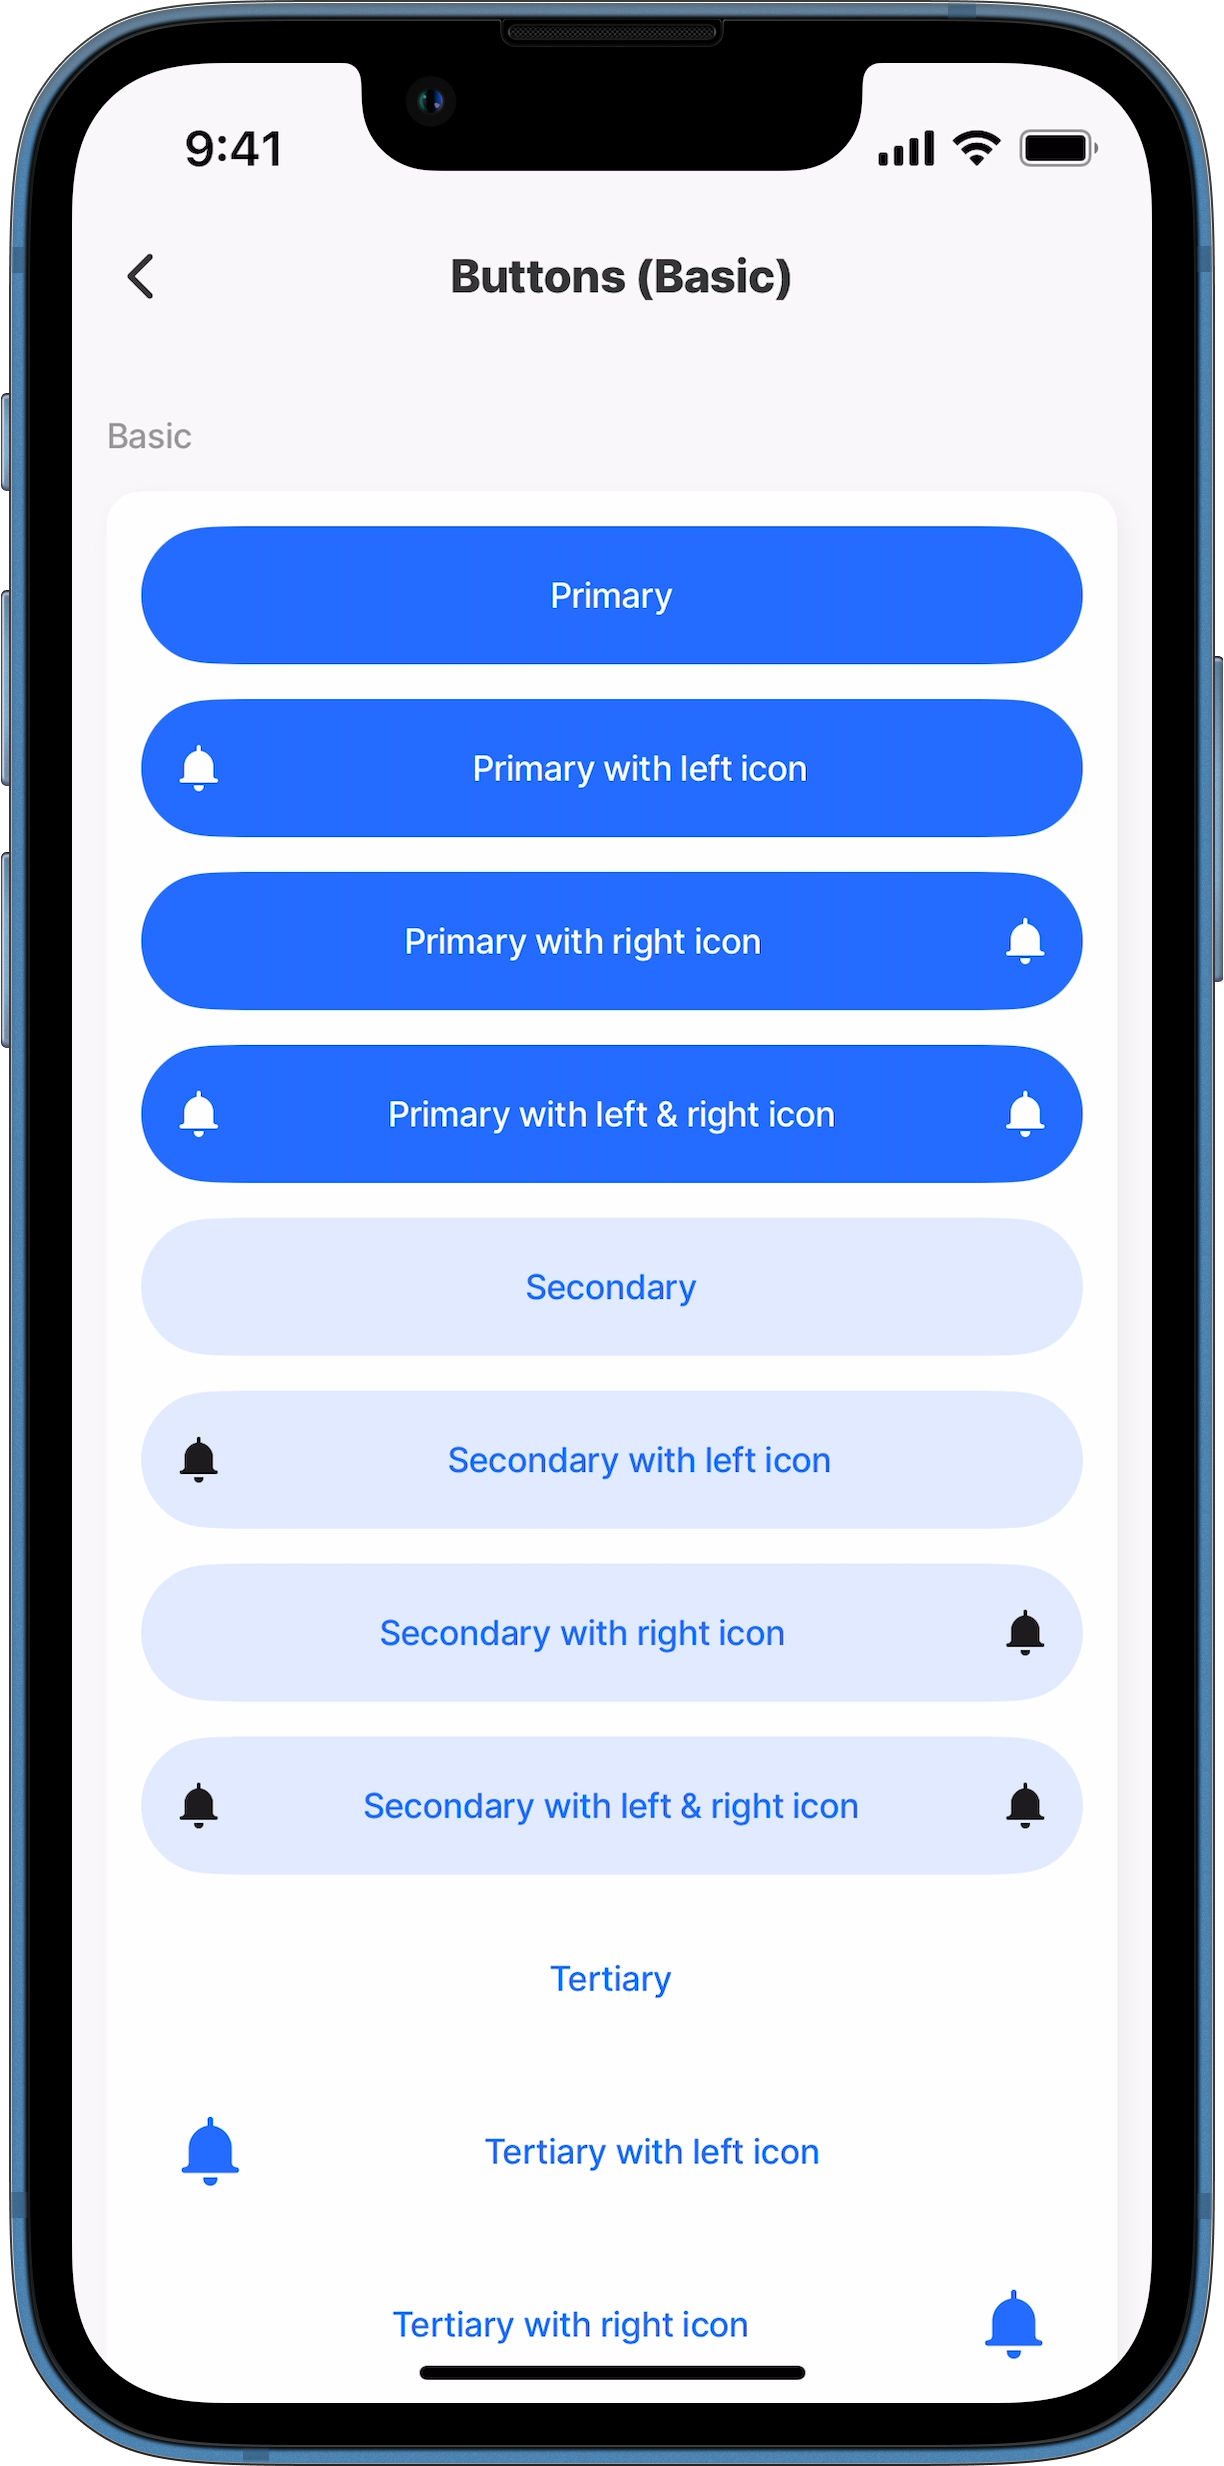 9:41
Buttons (Basic)
Basic
Primary
Primary with left icon
Primary with right icon
Primary with left & right icon
Secondary
Secondary with left icon
Secondary with right icon
Secondary with left & right icon
Tertiary
Tertiary with left icon
Tertiary with right icon